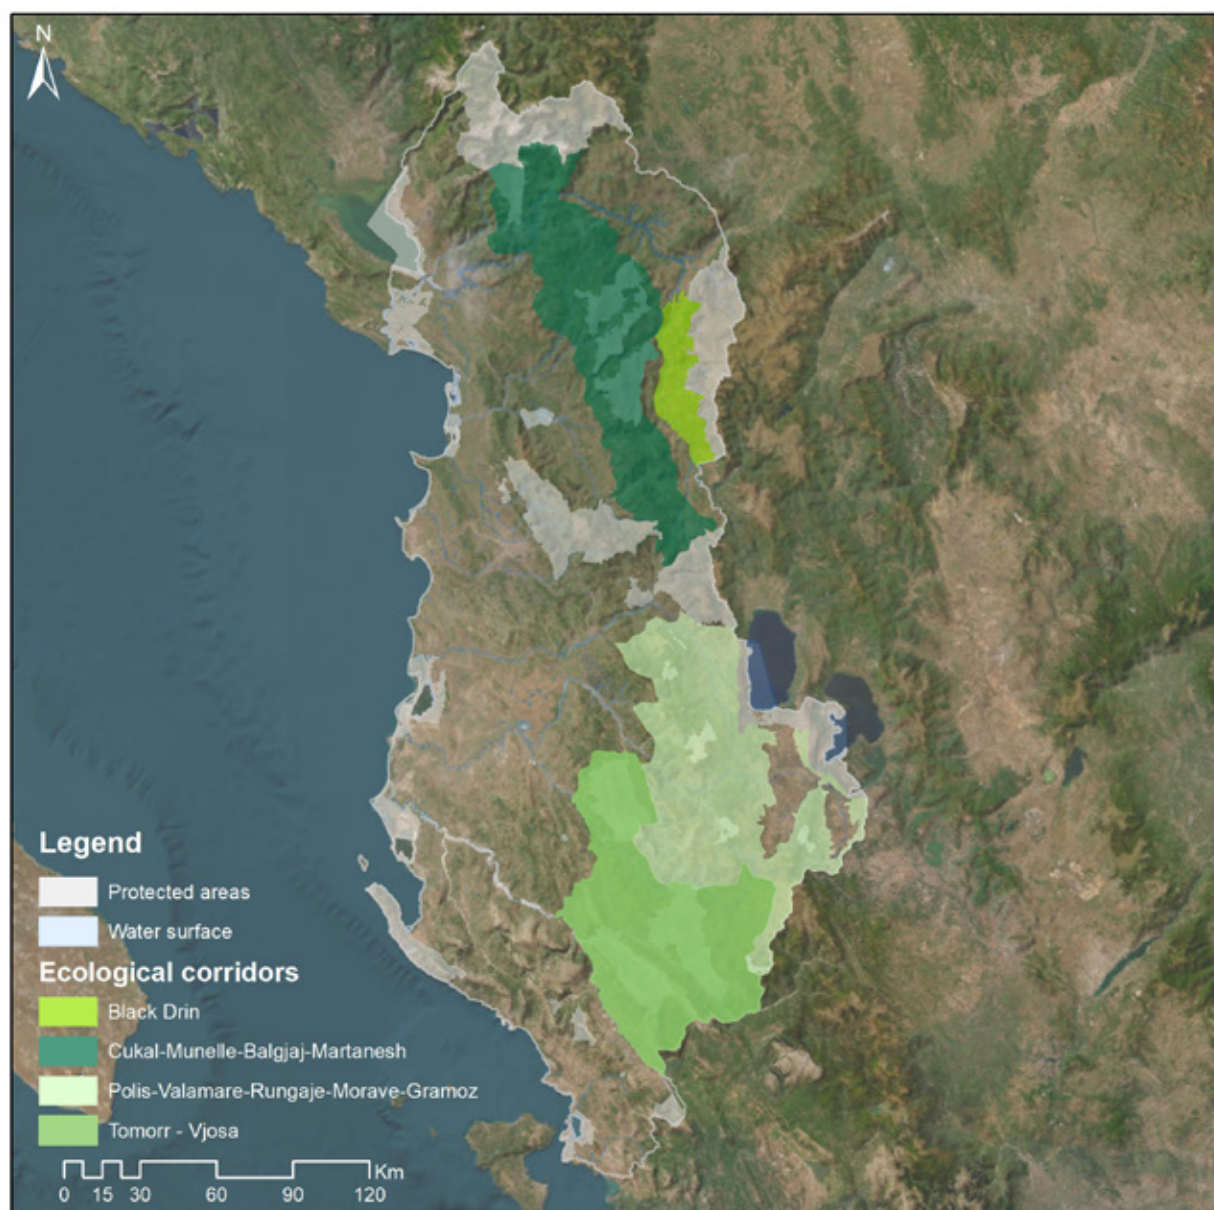 N
Legend
Protected areas
Water surface
Ecological corridors
Black Drin
Cukal-Munelle-Balgjaj-Martanesh
Polis-Valamare-Rungaje-Morave-Gramoz
Tomorr - Vjosa
Km
0 15 30 60 90 120